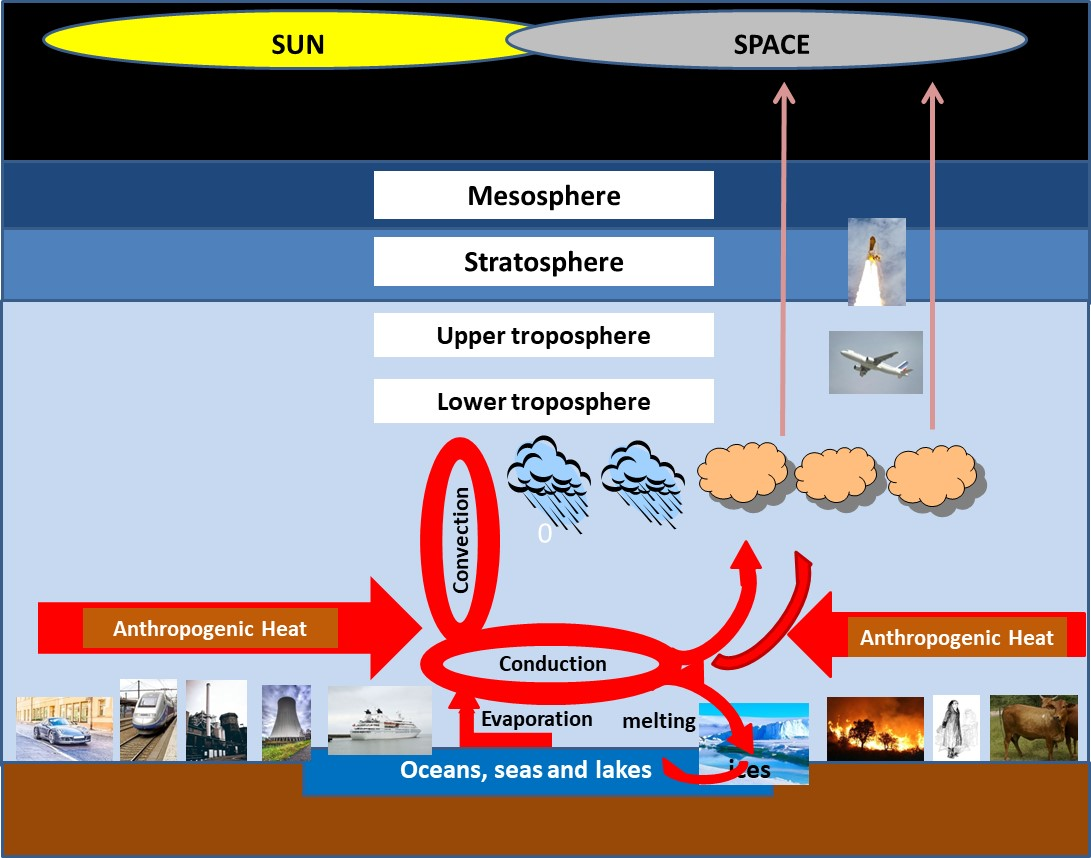 SUN
SPACE
Mesosphere
Stratosphere
Upper troposphere
Lower troposphere
Convection
0
Anthropogenic Heat
Anthropogenic Heat
Conduction
Evaporation
melting
Oceans, seas and lakes
ices